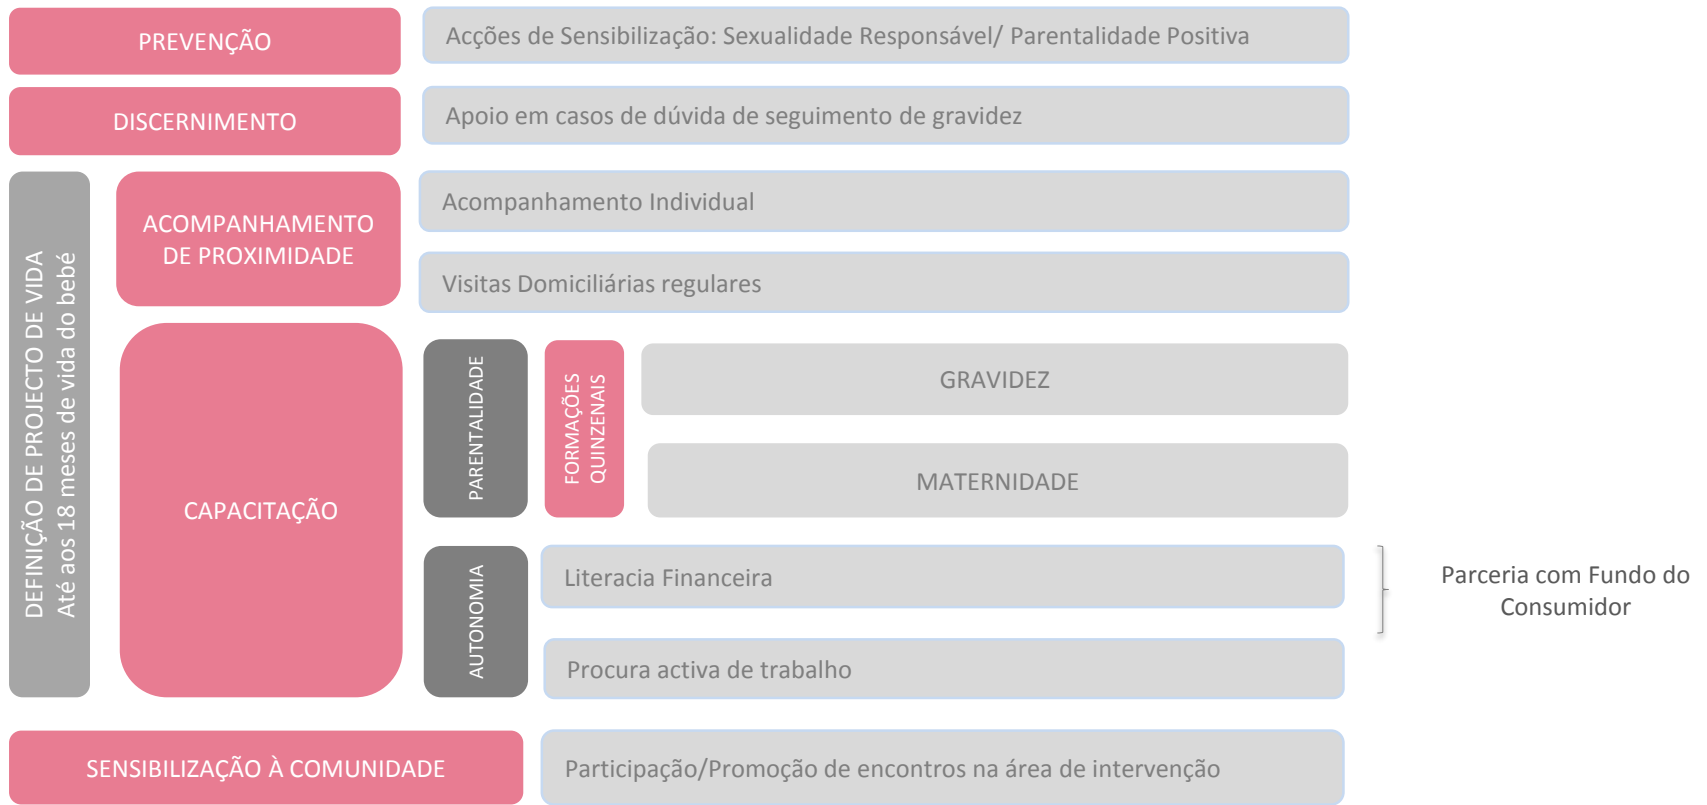 PREVENÇÃO
Acções de Sensibilização: Sexualidade Responsável/ Parentalidade Positiva
DISCERNIMENTO
Apoio em casos de dúvida de seguimento de gravidez
DEFINIÇÃO DE PROJECTO DE VIDA
Até aos 18 meses de vida do bebé
ACOMPANHAMENTO
DE PROXIMIDADE
Acompanhamento Individual
Visitas Domiciliárias regulares
CAPACITAÇÃO
PARENTALIDADE
FORMAÇÕES
QUINZENAIS
GRAVIDEZ
MATERNIDADE
AUTONOMIA
Literacia Financeira
Procura activa de trabalho
Parceria com Fundo do
Consumidor
SENSIBILIZAÇÃO À COMUNIDADE
Participação/Promoção de encontros na área de intervenção